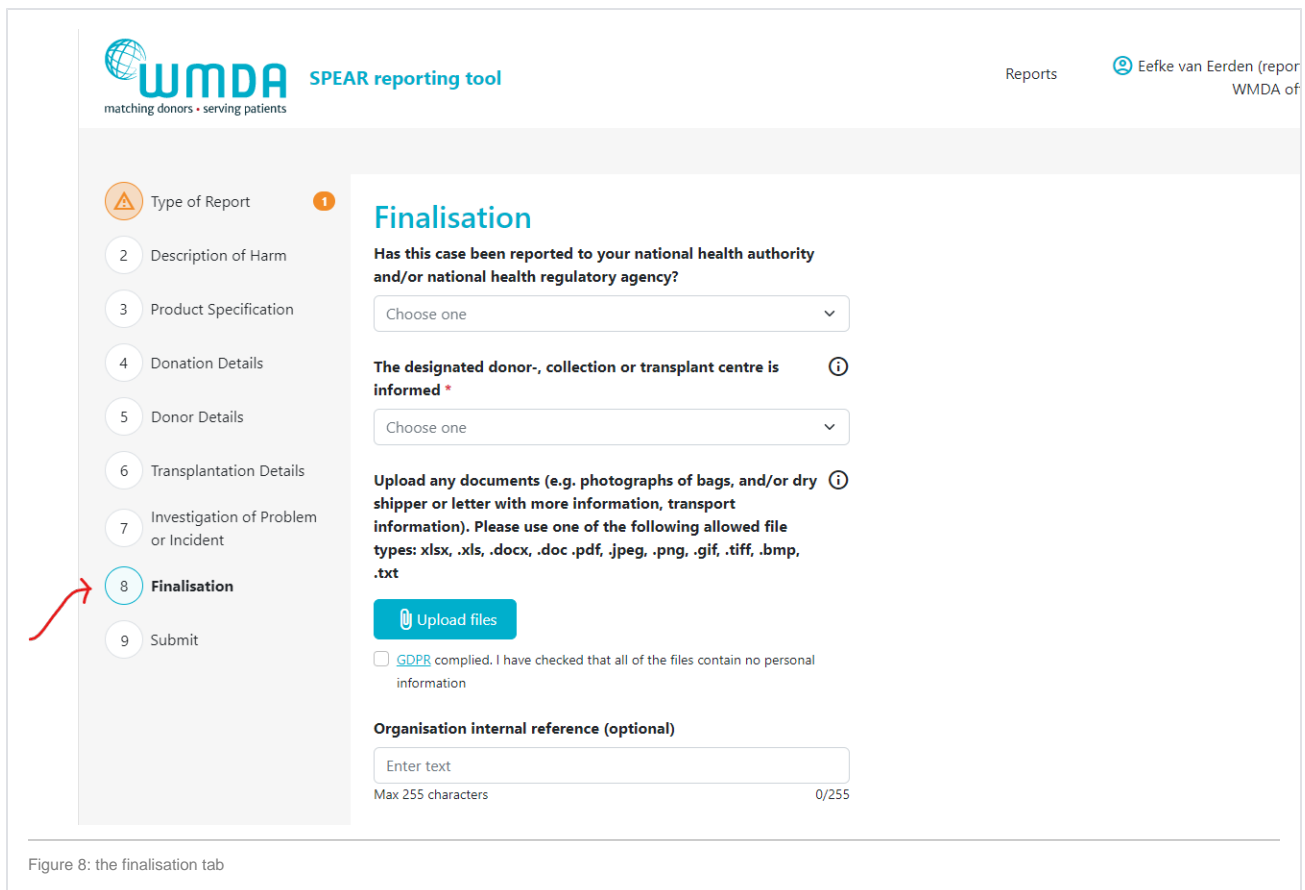 WMDA
matching donors • serving patients
SPEAR reporting tool
Reports
Eefke van Eerden (repor
WMDA of
Type of Report
1
2 Description of Harm
3 Product Specification
4 Donation Details
5 Donor Details
6 Transplantation Details
7 Investigation of Problem
or Incident
8 Finalisation
9 Submit
Finalisation
Has this case been reported to your national health authority
and/or national health regulatory agency?
Choose one
The designated donor-, collection or transplant centre is
informed *
Choose one
Upload any documents (e.g. photographs of bags, and/or dry
shipper or letter with more information, transport
information). Please use one of the following allowed file
types: xlsx, .xls, .docx, .doc .pdf, .jpeg, .png, .gif, .tiff, .bmp,
.txt
Upload files
GDPR complied. I have checked that all of the files contain no personal
information
Organisation internal reference (optional)
Enter text
Max 255 characters
0/255
Figure 8: the finalisation tab